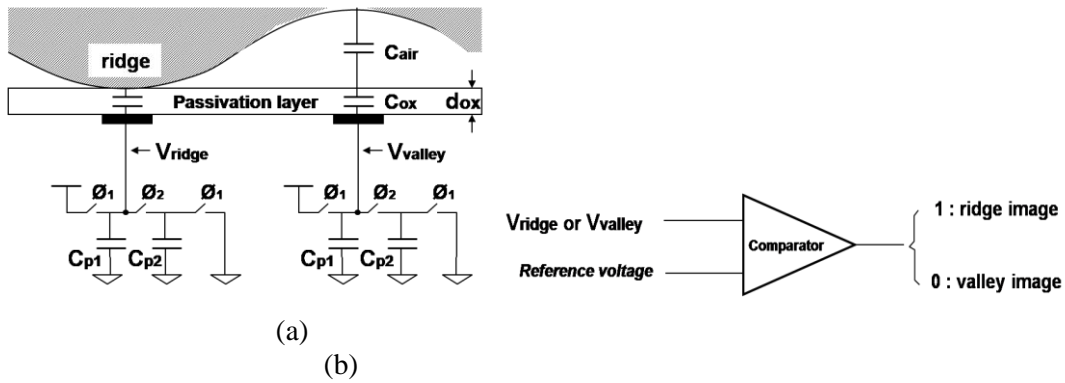 ridge
Cair
Passivation layer
Cox
dox
Vridge
Vvalley
Ø1 Ø2 Ø1
Ø1 Ø2 Ø1
Cp1 Cp2
Cp1 Cp2
Vridge or Vvalley
Reference voltage
Comparator
1 : ridge image
0 : valley image
(a)
(b)